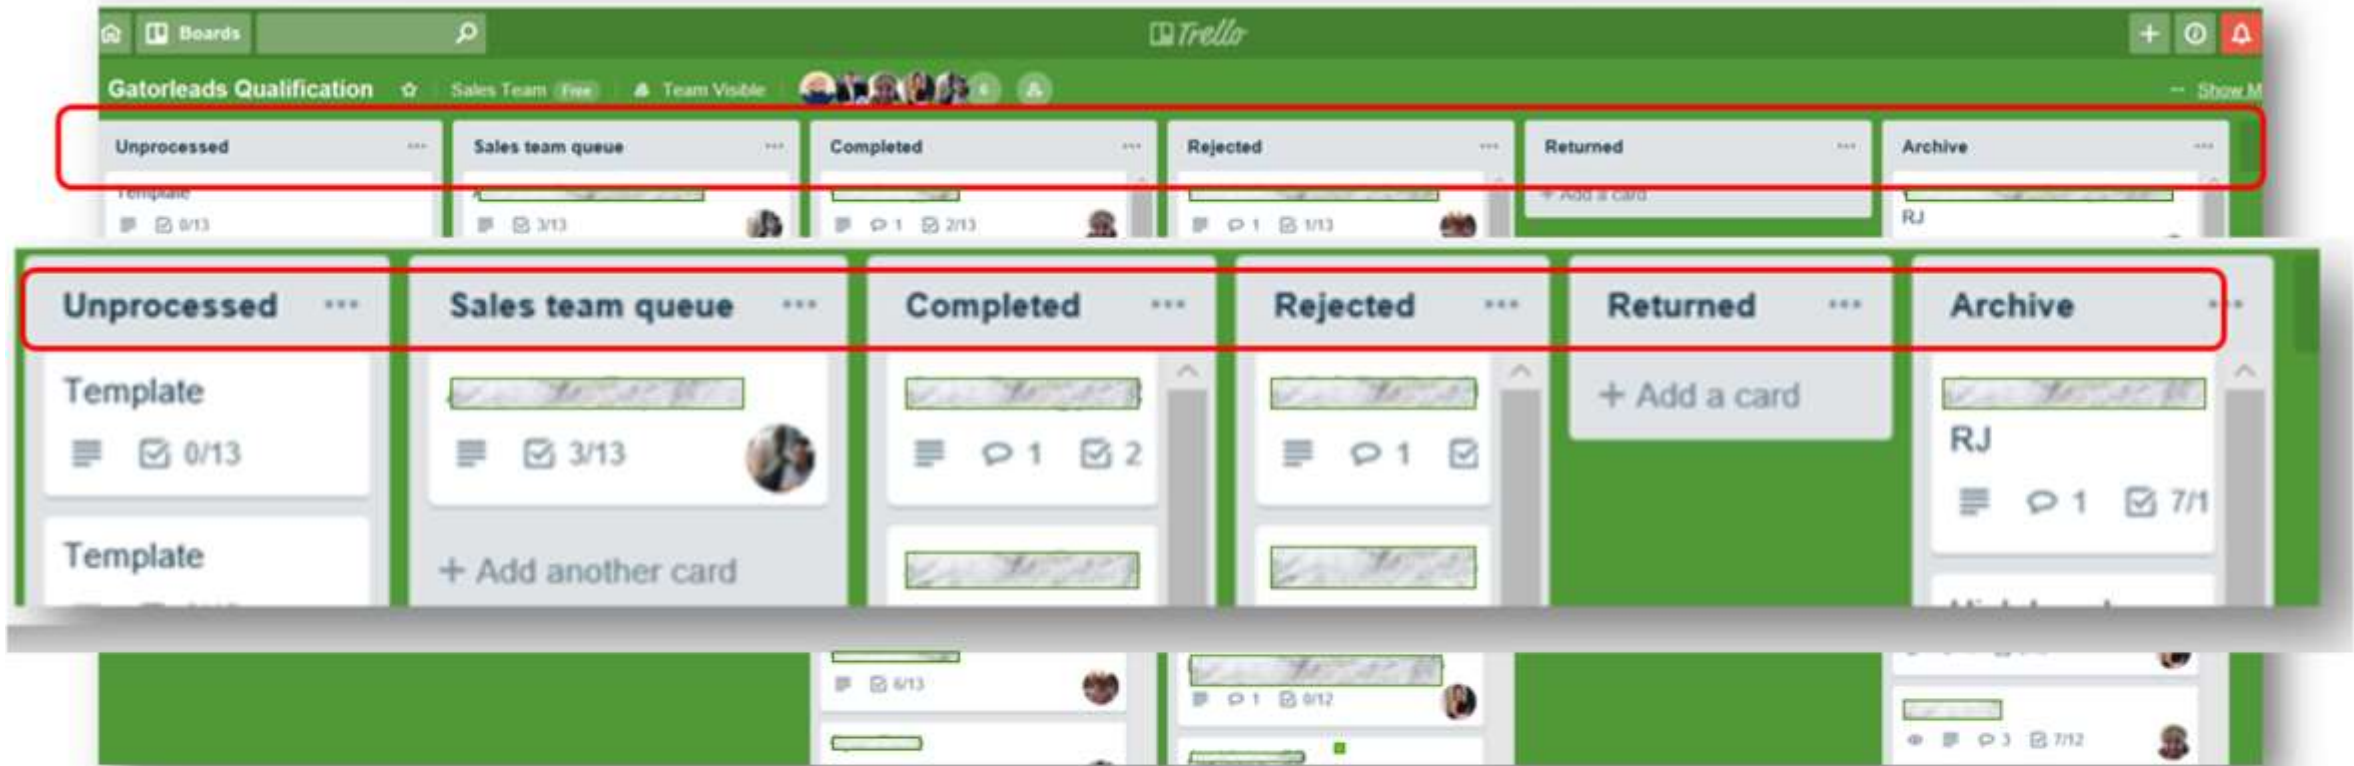 Boards
Trello
Gatorleads Qualification Sales Team Free Team Visible 6 Show M
Unprocessed Sales team queue Completed Rejected Returned Archive
Template + Add a card
RJ
0/13 3/13 1 2/13 1 1/13
Unprocessed Sales team queue Completed Rejected Returned Archive
Template + Add a card
RJ
0/13 3/13 1 2 1
1 7/1
Template
+ Add another card
6/13 1 0/12
3 7/12